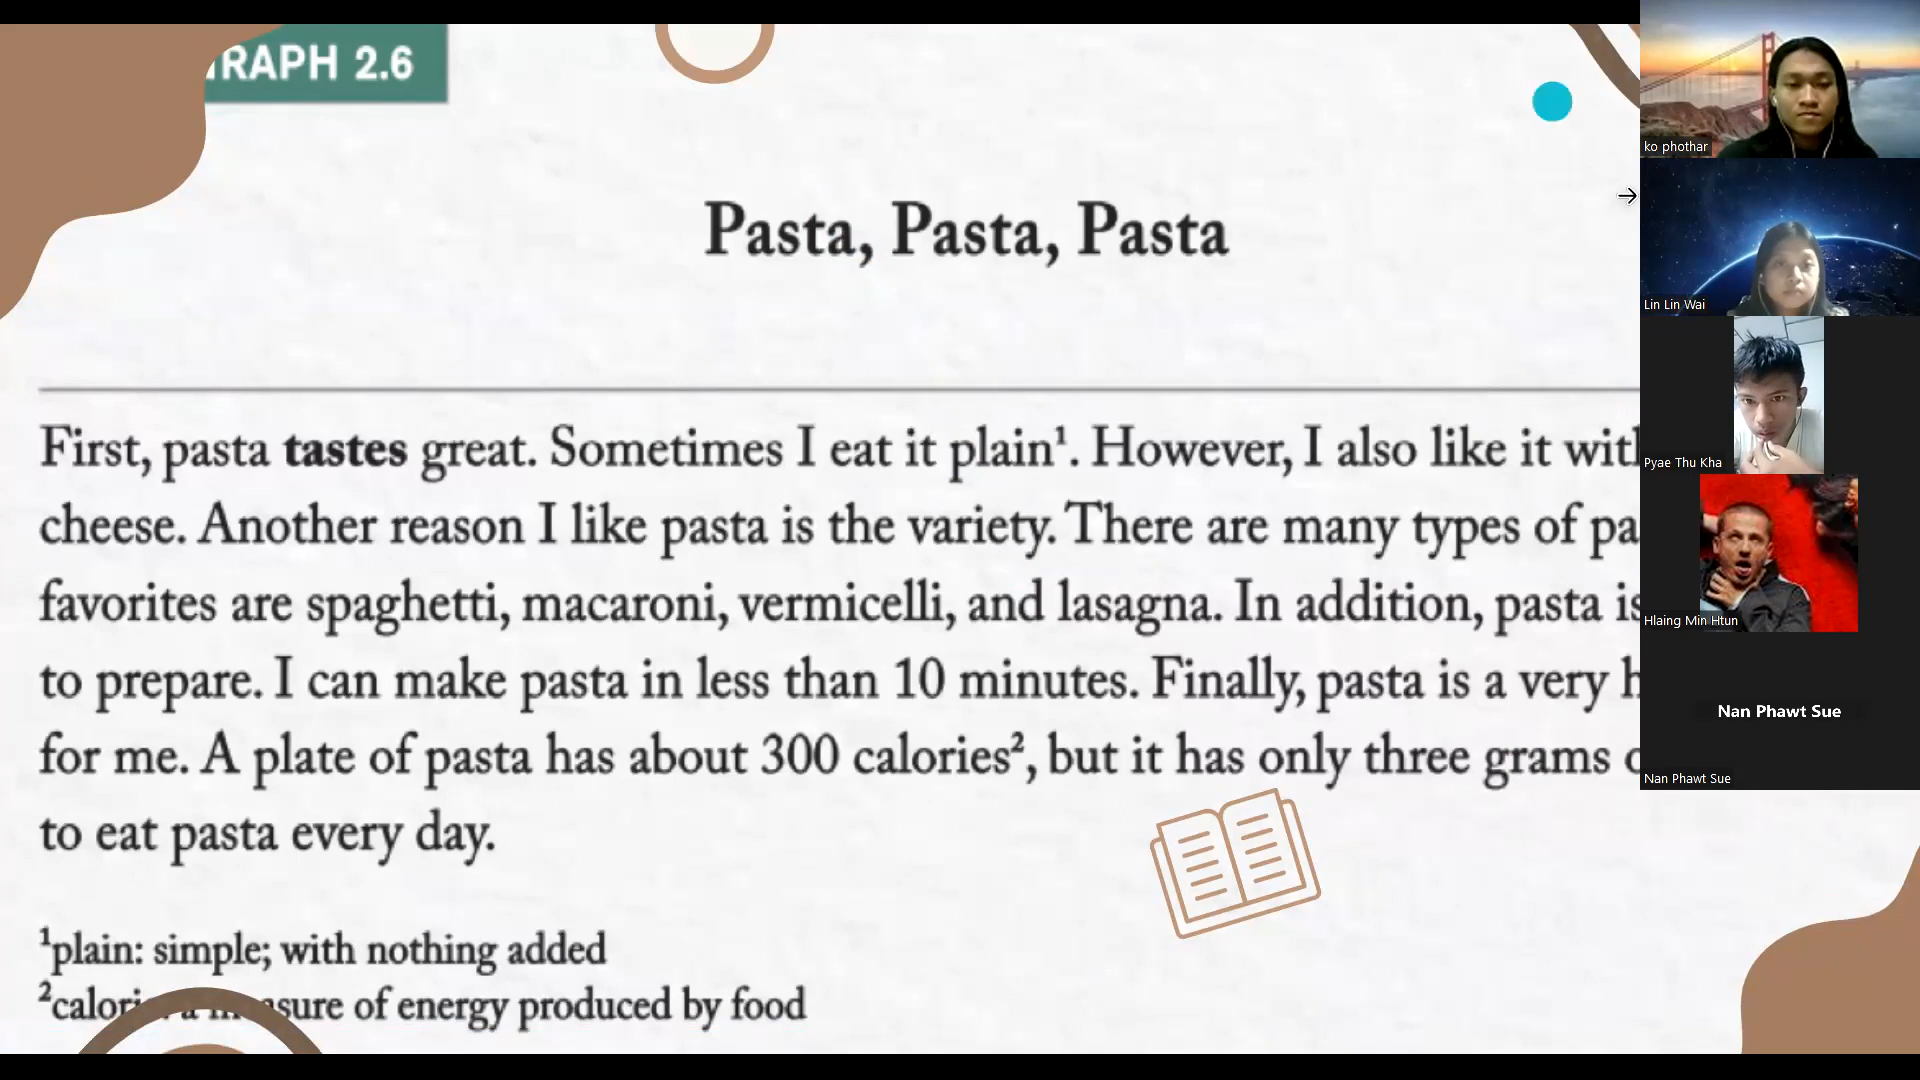 RAPH 2.6
Pasta, Pasta, Pasta
First, pasta tastes great. Sometimes I eat it plain¹. However, I also like it
cheese. Another reason I like pasta is the variety. There are many types of
favorites are spaghetti, macaroni, vermicelli, and lasagna. In addition, pasta is
to prepare. I can make pasta in less than 10 minutes. Finally, pasta is a very
for me. A plate of pasta has about 300 calories², but it has only three grams
to eat pasta every day.
¹plain: simple; with nothing added
of energy produced by food
ko phothar
Lin Lin Wai
Pyae Thu Kha
Hlaing Min Htun
Nan Phawt Sue
Nan Phawt Sue